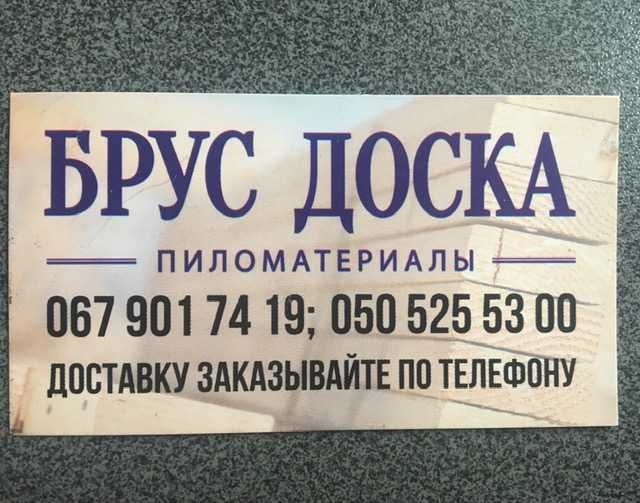 БРУС ДОСКА
ПИЛОМАТЕРИАЛЫ
067 901 74 19; 050 525 53 00
ДОСТАВКУ ЗАКАЗЫВАЙТЕ ПО ТЕЛЕФОНУ